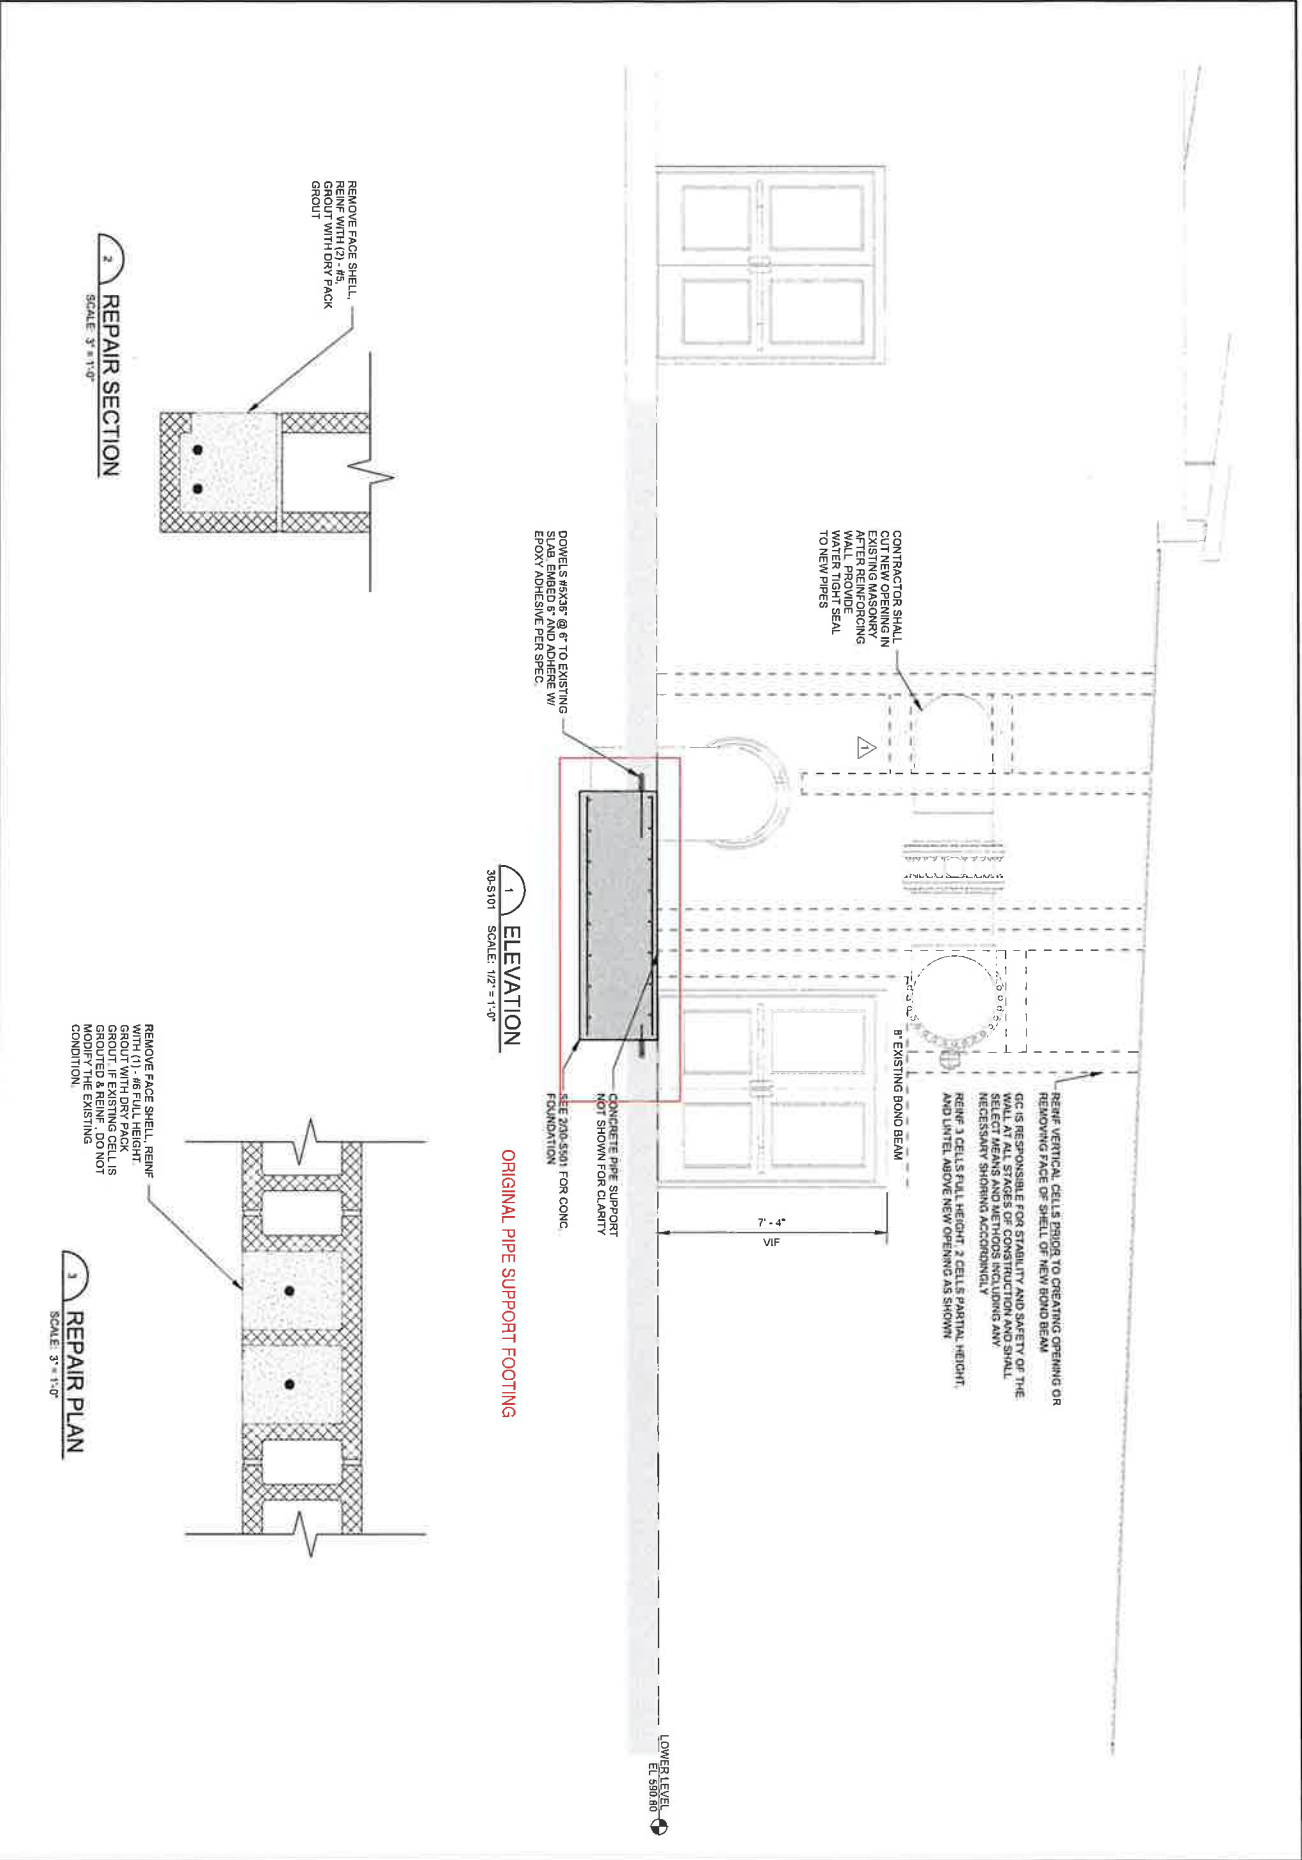 REINF VERTICAL CELLS PRIOR TO CREATING OPENING OR
REMOVING FACE OF SHELL OF NEW BOND BEAM
GC IS RESPONSIBLE FOR STABILITY AND SAFETY OF THE
WALL AT ALL STAGES OF CONSTRUCTION AND SHALL
SELECT MEANS AND METHODS INCLUDING ANY
NECESSARY SHORING ACCORDINGLY
REINF 3 CELLS FULL HEIGHT, 2 CELLS PARTIAL HEIGHT,
AND LINTEL ABOVE NEW OPENING AS SHOWN
CONTRACTOR SHALL
CUT NEW OPENING IN
EXISTING MASONRY
AFTER REINFORCING
WALL. PROVIDE
WATER TIGHT SEAL
TO NEW PIPES
1
8" EXISTING BOND BEAM
7' - 4"
VIF
LOWER LEVEL
EL 590.80
DOWELS #5X36" @ 6" TO EXISTING
SLAB. EMBED 6" AND ADHERE W/
EPOXY ADHESIVE PER SPEC.
CONCRETE PIPE SUPPORT
NOT SHOWN FOR CLARITY
SEE 2/30-S501 FOR CONC.
FOUNDATION
ORIGINAL PIPE SUPPORT FOOTING
1
ELEVATION
30-S101 SCALE: 1/2" = 1'-0"
REMOVE FACE SHELL,
REINF WITH (2) - #5,
GROUT WITH DRY PACK
GROUT
2
REPAIR SECTION
SCALE: 3" = 1'-0"
REMOVE FACE SHELL, REINF
WITH (1) - #6 FULL HEIGHT.
GROUT WITH DRY PACK
GROUT. IF EXISTING CELL IS
GROUTED & REINF, DO NOT
MODIFY THE EXISTING
CONDITION.
3
REPAIR PLAN
SCALE: 3" = 1'-0"